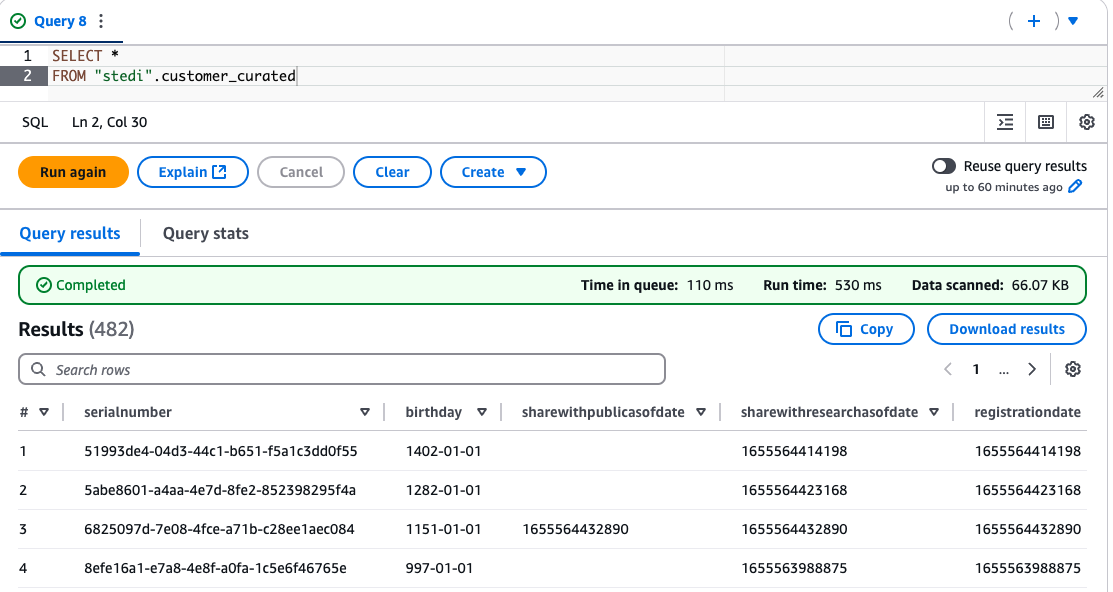 Query 8
1 SELECT *
2 FROM "stedi".customer_curated
SQL Ln 2, Col 30
Run again Explain Cancel Clear Create Reuse query results
up to 60 minutes ago
Query results Query stats
Completed Time in queue: 110 ms Run time: 530 ms Data scanned: 66.07 KB
Results (482) Copy Download results
Search rows 1 ...
# serialnumber birthday sharewithpublicasofdate sharewithresearchasofdate registrationdate
1 51993de4-04d3-44c1-b651-f5a1c3dd0f55 1402-01-01 1655564414198 1655564414198
2 5abe8601-a4aa-4e7d-8fe2-852398295f4a 1282-01-01 1655564423168 1655564423168
3 6825097d-7e08-4fce-a71b-c28ee1aec084 1151-01-01 1655564432890 1655564432890 1655564432890
4 8efe16a1-e7a8-4e8f-a0fa-1c5e6f46765e 997-01-01 1655563988875 1655563988875